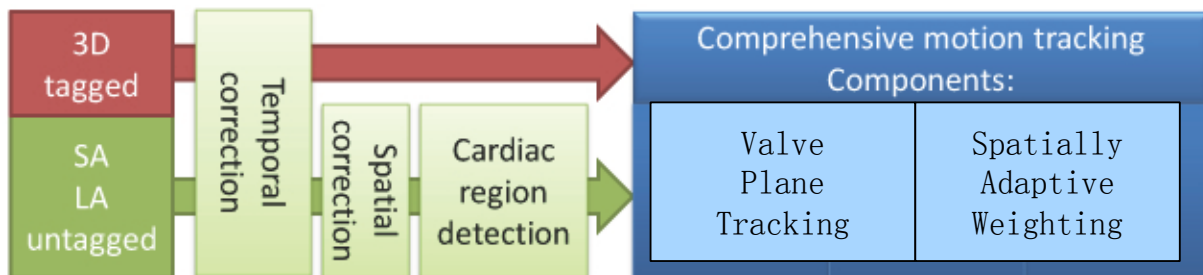 3D
tagged
SA
LA
untagged
Temporal
correction
Spatial
correction
Cardiac
region
detection
Comprehensive motion tracking
Components:
Valve
Plane
Tracking
Spatially
Adaptive
Weighting